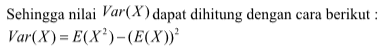 Sehingga nilai Var(X) dapat dihitung dengan cara berikut :
Var(X) = E(X²) − (E(X))²